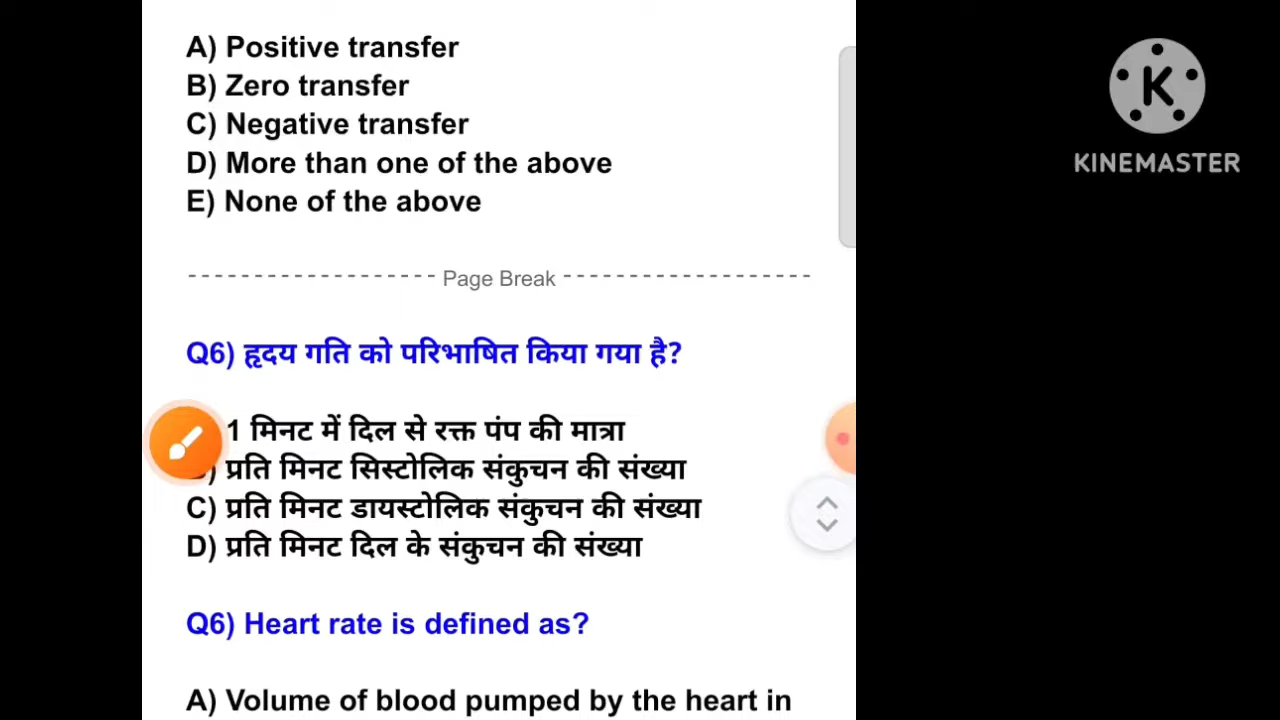 A) Positive transfer
B) Zero transfer
C) Negative transfer
D) More than one of the above
E) None of the above
Page Break
Q6) हृदय गति को परिभाषित किया गया है?
1 मिनट में दिल से रक्त पंप की मात्रा
प्रति मिनट सिस्टोलिक संकुचन की संख्या
C) प्रति मिनट डायस्टोलिक संकुचन की संख्या
D) प्रति मिनट दिल के संकुचन की संख्या
Q6) Heart rate is defined as?
A) Volume of blood pumped by the heart in
K
KINEMASTER